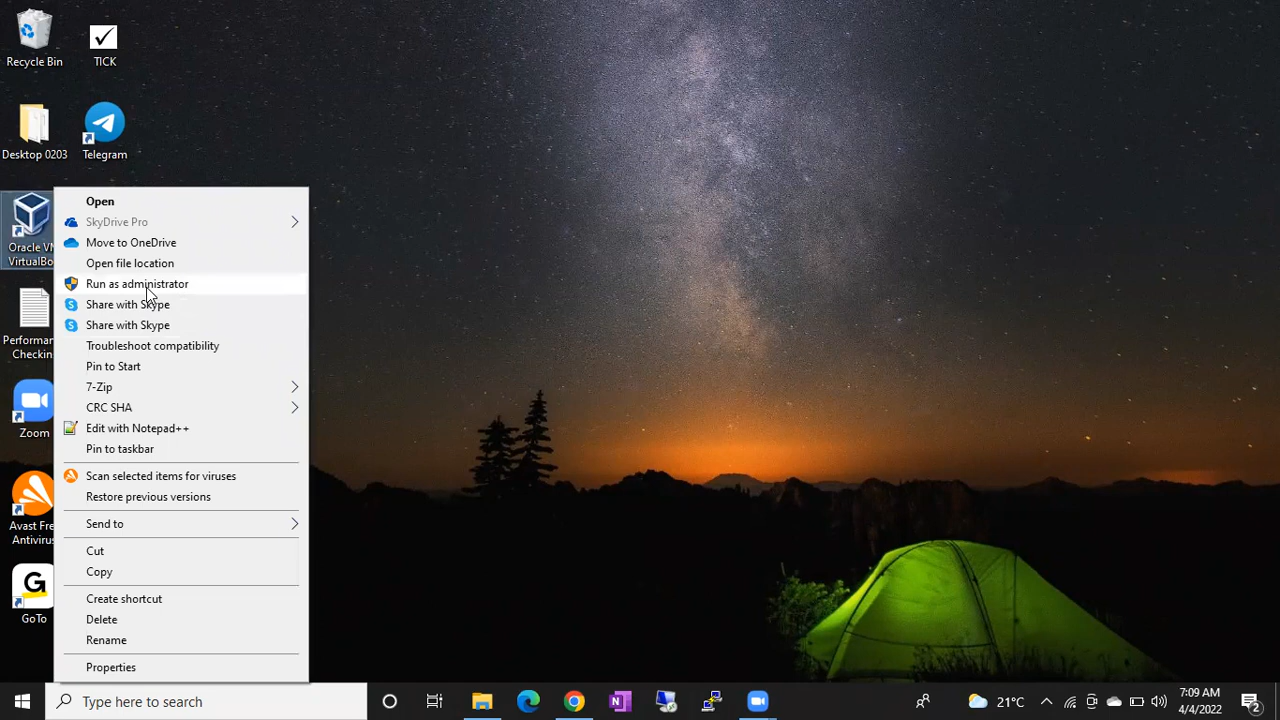 Recycle Bin
TICK
Desktop 0203
Telegram
Oracle VM
VirtualBo
Performan
Checkin
Zoom
Avast Fre
Antivirus
G
GoTo
Open
SkyDrive Pro
Move to OneDrive
Open file location
Run as administrator
Share with Skype
Share with Skype
Troubleshoot compatibility
Pin to Start
7-Zip
CRC SHA
Edit with Notepad++
Pin to taskbar
Scan selected items for viruses
Restore previous versions
Send to
Cut
Copy
Create shortcut
Delete
Rename
Properties
Type here to search
21°C
7:09 AM
4/4/2022
2